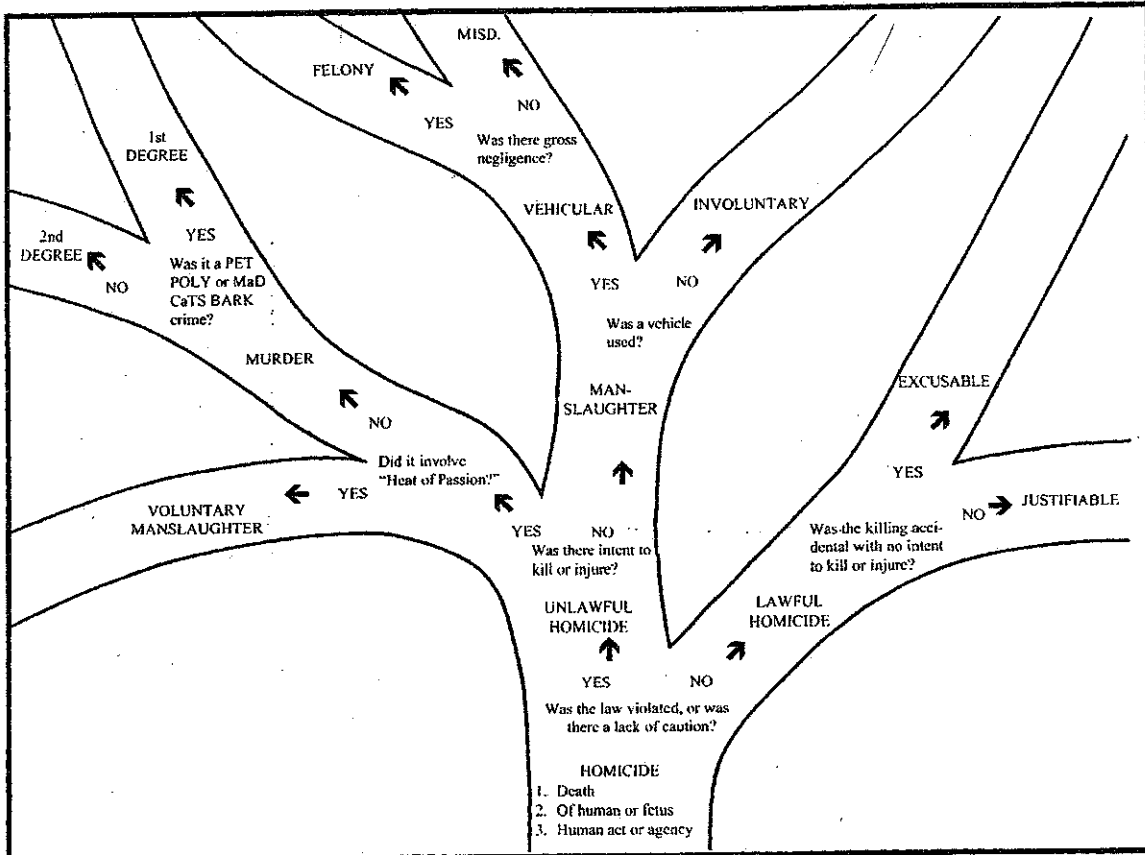 MISD.
FELONY
NO
YES
Was there gross
negligence?
1st
DEGREE
VEHICULAR
INVOLUNTARY
2nd
DEGREE
YES
NO
Was it a PET
POLY or MaD
CaTS BARK
crime?
YES
NO
Was a vehicle
used?
MURDER
MAN-
SLAUGHTER
EXCUSABLE
NO
Did it involve
"Heat of Passion?"
YES
VOLUNTARY
MANSLAUGHTER
YES
NO
JUSTIFIABLE
YES
NO
Was there intent to
kill or injure?
Was the killing acci-
dental with no intent
to kill or injure?
UNLAWFUL
HOMICIDE
LAWFUL
HOMICIDE
YES
NO
Was the law violated, or was
there a lack of caution?
HOMICIDE
1. Death
2. Of human or fetus
3. Human act or agency